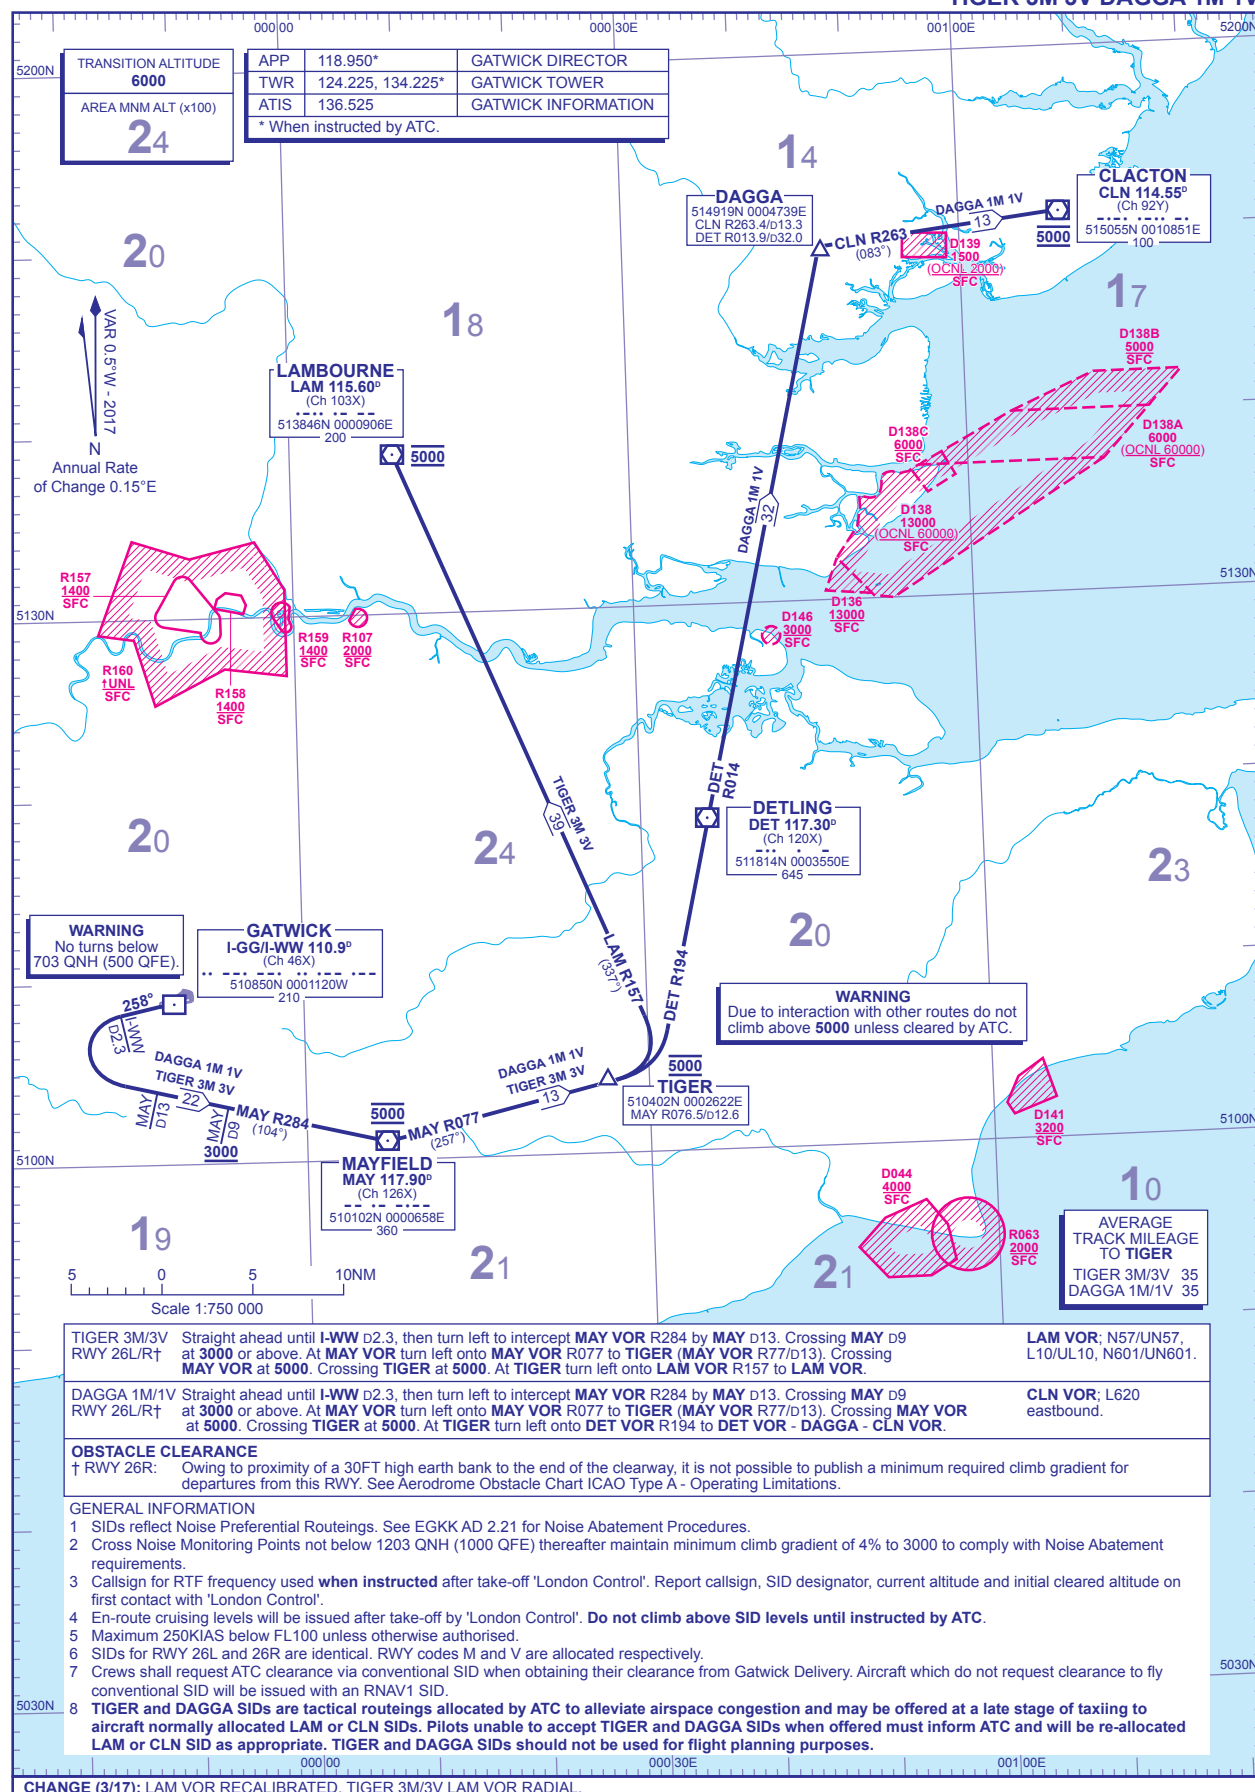 TIGER 3M 3V DAGGA 1M 1V
TRANSITION ALTITUDE
6000
AREA MNM ALT (x100)
24
APP 118.950* GATWICK DIRECTOR
TWR 124.225, 134.225* GATWICK TOWER
ATIS 136.525 GATWICK INFORMATION
* When instructed by ATC.
000 00E
000 30E
001 00E
5200N
5200N
14
20
18
17
DAGGA
514919N 0004739E
CLN R263.4/D13.3
DET R013.9/D32.0
CLACTON
CLN 114.55D
(Ch 92Y)
515055N 0010851E
100
5000
DAGGA 1M 1V
13
CLN R263
(083°)
D139
1500
(OCNL 2000)
SFC
VAR 0.5°W - 2017
N
Annual Rate
of Change 0.15°E
LAMBOURNE
LAM 115.60D
(Ch 103X)
513846N 0000906E
200
5000
D138B
5000
SFC
D138C
6000
SFC
D138A
6000
(OCNL 60000)
SFC
D138
13000
(OCNL 60000)
SFC
DAGGA 1M 1V
32
5130N
5130N
R157
1400
SFC
R160
†UNL
SFC
R158
1400
SFC
R159
1400
SFC
R107
2000
SFC
D146
3000
SFC
D136
13000
SFC
20
24
23
20
TIGER 3M 3V
39
DET
R014
DETLING
DET 117.30D
(Ch 120X)
511814N 0003550E
645
WARNING
No turns below
703 QNH (500 QFE).
GATWICK
I-GG/I-WW 110.9D
(Ch 46X)
510850N 0001120W
210
LAM R157
(337°)
DET R194
WARNING
Due to interaction with other routes do not
climb above 5000 unless cleared by ATC.
258°
I-WW
D2.3
DAGGA 1M 1V
TIGER 3M 3V
22
MAY
D13
MAY
D9
3000
MAY R284
(104°)
5000
MAYFIELD
MAY 117.90D
(Ch 126X)
510102N 0000658E
360
MAY R077
(257°)
DAGGA 1M 1V
TIGER 3M 3V
13
5000
TIGER
510402N 0002622E
MAY R076.5/D12.6
D141
3200
SFC
5100N
5100N
D044
4000
SFC
R063
2000
SFC
19
21
21
10
5 0 5 10NM
Scale 1:750 000
AVERAGE
TRACK MILEAGE
TO TIGER
TIGER 3M/3V 35
DAGGA 1M/1V 35
TIGER 3M/3V Straight ahead until I-WW D2.3, then turn left to intercept MAY VOR R284 by MAY D13. Crossing MAY D9 LAM VOR; N57/UN57,
RWY 26L/R† at 3000 or above. At MAY VOR turn left onto MAY VOR R077 to TIGER (MAY VOR R77/D13). Crossing L10/UL10, N601/UN601.
MAY VOR at 5000. Crossing TIGER at 5000. At TIGER turn left onto LAM VOR R157 to LAM VOR.
DAGGA 1M/1V Straight ahead until I-WW D2.3, then turn left to intercept MAY VOR R284 by MAY D13. Crossing MAY D9 CLN VOR; L620
RWY 26L/R† at 3000 or above. At MAY VOR turn left onto MAY VOR R077 to TIGER (MAY VOR R77/D13). Crossing MAY VOR eastbound.
at 5000. Crossing TIGER at 5000. At TIGER turn left onto DET VOR R194 to DET VOR - DAGGA - CLN VOR.
OBSTACLE CLEARANCE
† RWY 26R: Owing to proximity of a 30FT high earth bank to the end of the clearway, it is not possible to publish a minimum required climb gradient for
departures from this RWY. See Aerodrome Obstacle Chart ICAO Type A - Operating Limitations.
GENERAL INFORMATION
1 SIDs reflect Noise Preferential Routeings. See EGKK AD 2.21 for Noise Abatement Procedures.
2 Cross Noise Monitoring Points not below 1203 QNH (1000 QFE) thereafter maintain minimum climb gradient of 4% to 3000 to comply with Noise Abatement
requirements.
3 Callsign for RTF frequency used when instructed after take-off 'London Control'. Report callsign, SID designator, current altitude and initial cleared altitude on
first contact with 'London Control'.
4 En-route cruising levels will be issued after take-off by 'London Control'. Do not climb above SID levels until instructed by ATC.
5 Maximum 250KIAS below FL100 unless otherwise authorised.
6 SIDs for RWY 26L and 26R are identical. RWY codes M and V are allocated respectively.
7 Crews shall request ATC clearance via conventional SID when obtaining their clearance from Gatwick Delivery. Aircraft which do not request clearance to fly
conventional SID will be issued with an RNAV1 SID.
8 TIGER and DAGGA SIDs are tactical routeings allocated by ATC to alleviate airspace congestion and may be offered at a late stage of taxiing to
aircraft normally allocated LAM or CLN SIDs. Pilots unable to accept TIGER and DAGGA SIDs when offered must inform ATC and will be re-allocated
LAM or CLN SID as appropriate. TIGER and DAGGA SIDs should not be used for flight planning purposes.
5030N
5030N
000 00E
000 30E
001 00E
CHANGE (3/17): LAM VOR RECALIBRATED. TIGER 3M/3V LAM VOR RADIAL.